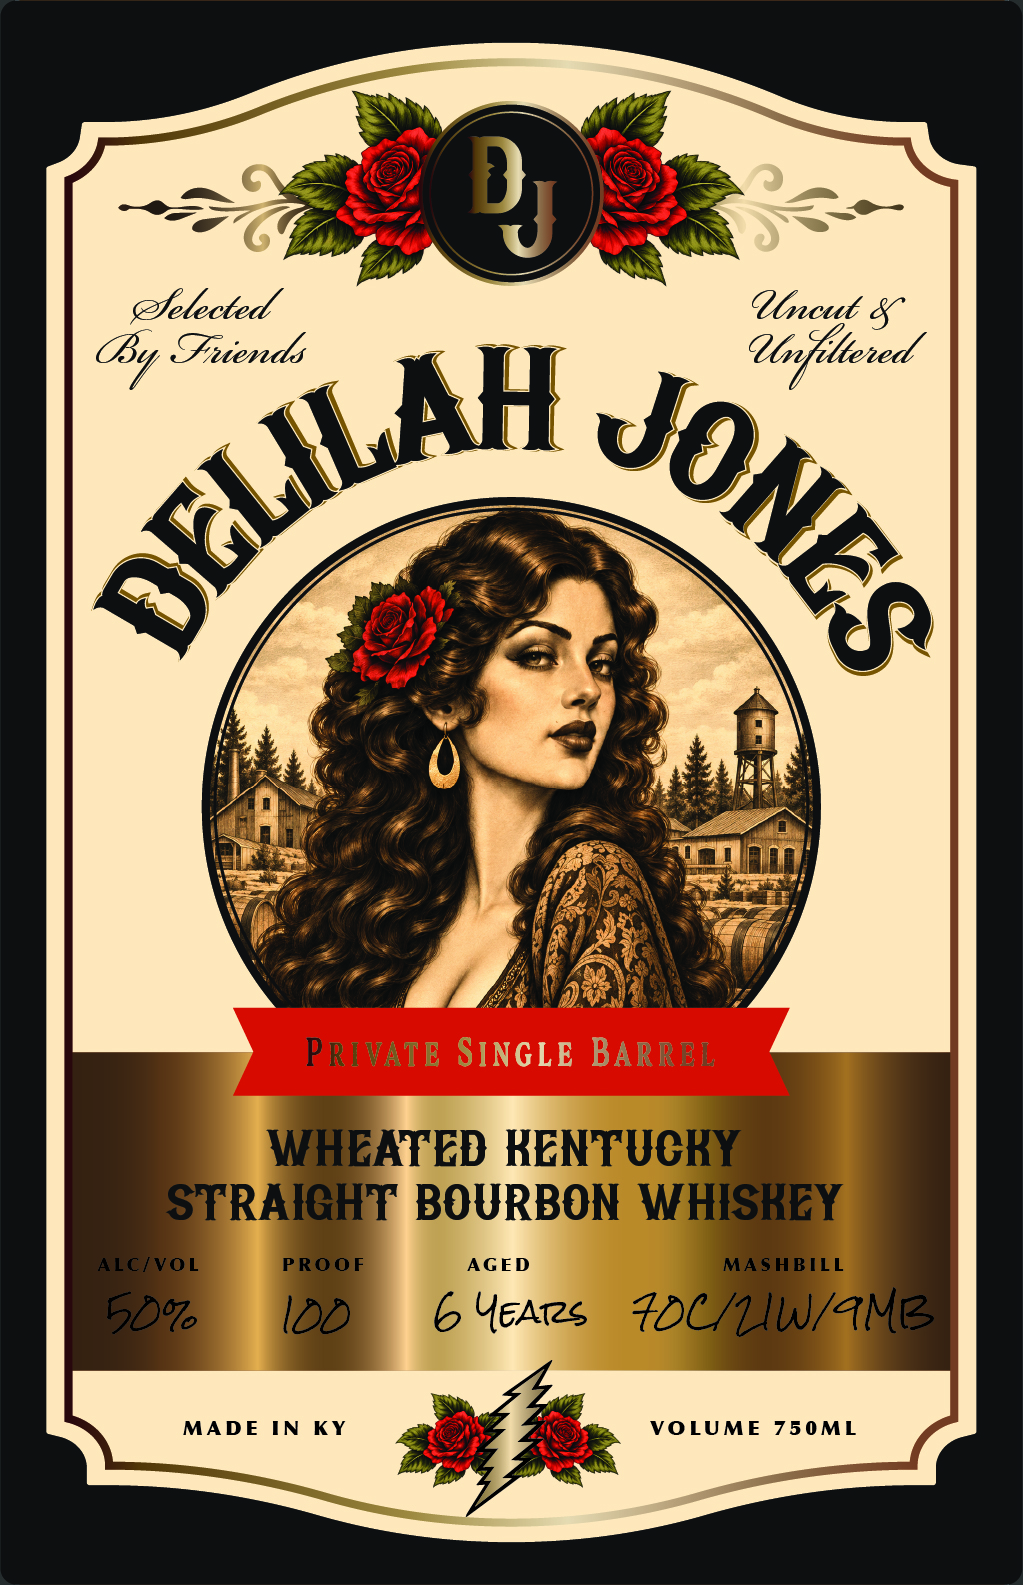 DJ
Selected
By Friends
Uncut &
Unfiltered
DELILAH JONES
PRIVATE SINGLE BARREL
WHEATED KENTUCKY
STRAIGHT BOURBON WHISKEY
ALC/VOL PROOF AGED MASHBILL
50% 100 6 YEARS 70C/21W/9MB
MADE IN KY VOLUME 750ML